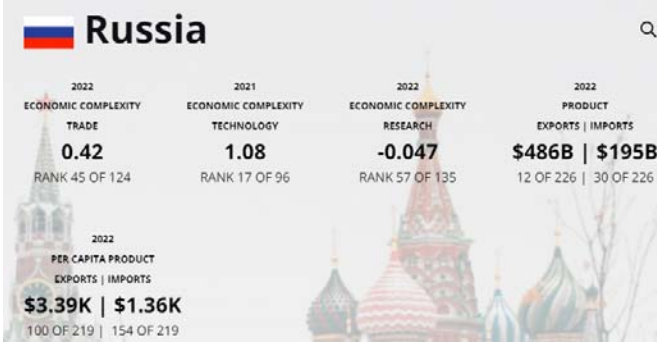 Russia
2022
ECONOMIC COMPLEXITY
TRADE
0.42
RANK 45 OF 124
2021
ECONOMIC COMPLEXITY
TECHNOLOGY
1.08
RANK 17 OF 96
2022
ECONOMIC COMPLEXITY
RESEARCH
-0.047
RANK 57 OF 135
2022
PRODUCT
EXPORTS | IMPORTS
$486B | $195B
12 OF 226 | 30 OF 226
2022
PER CAPITA PRODUCT
EXPORTS | IMPORTS
$3.39K | $1.36K
100 OF 219 | 154 OF 219